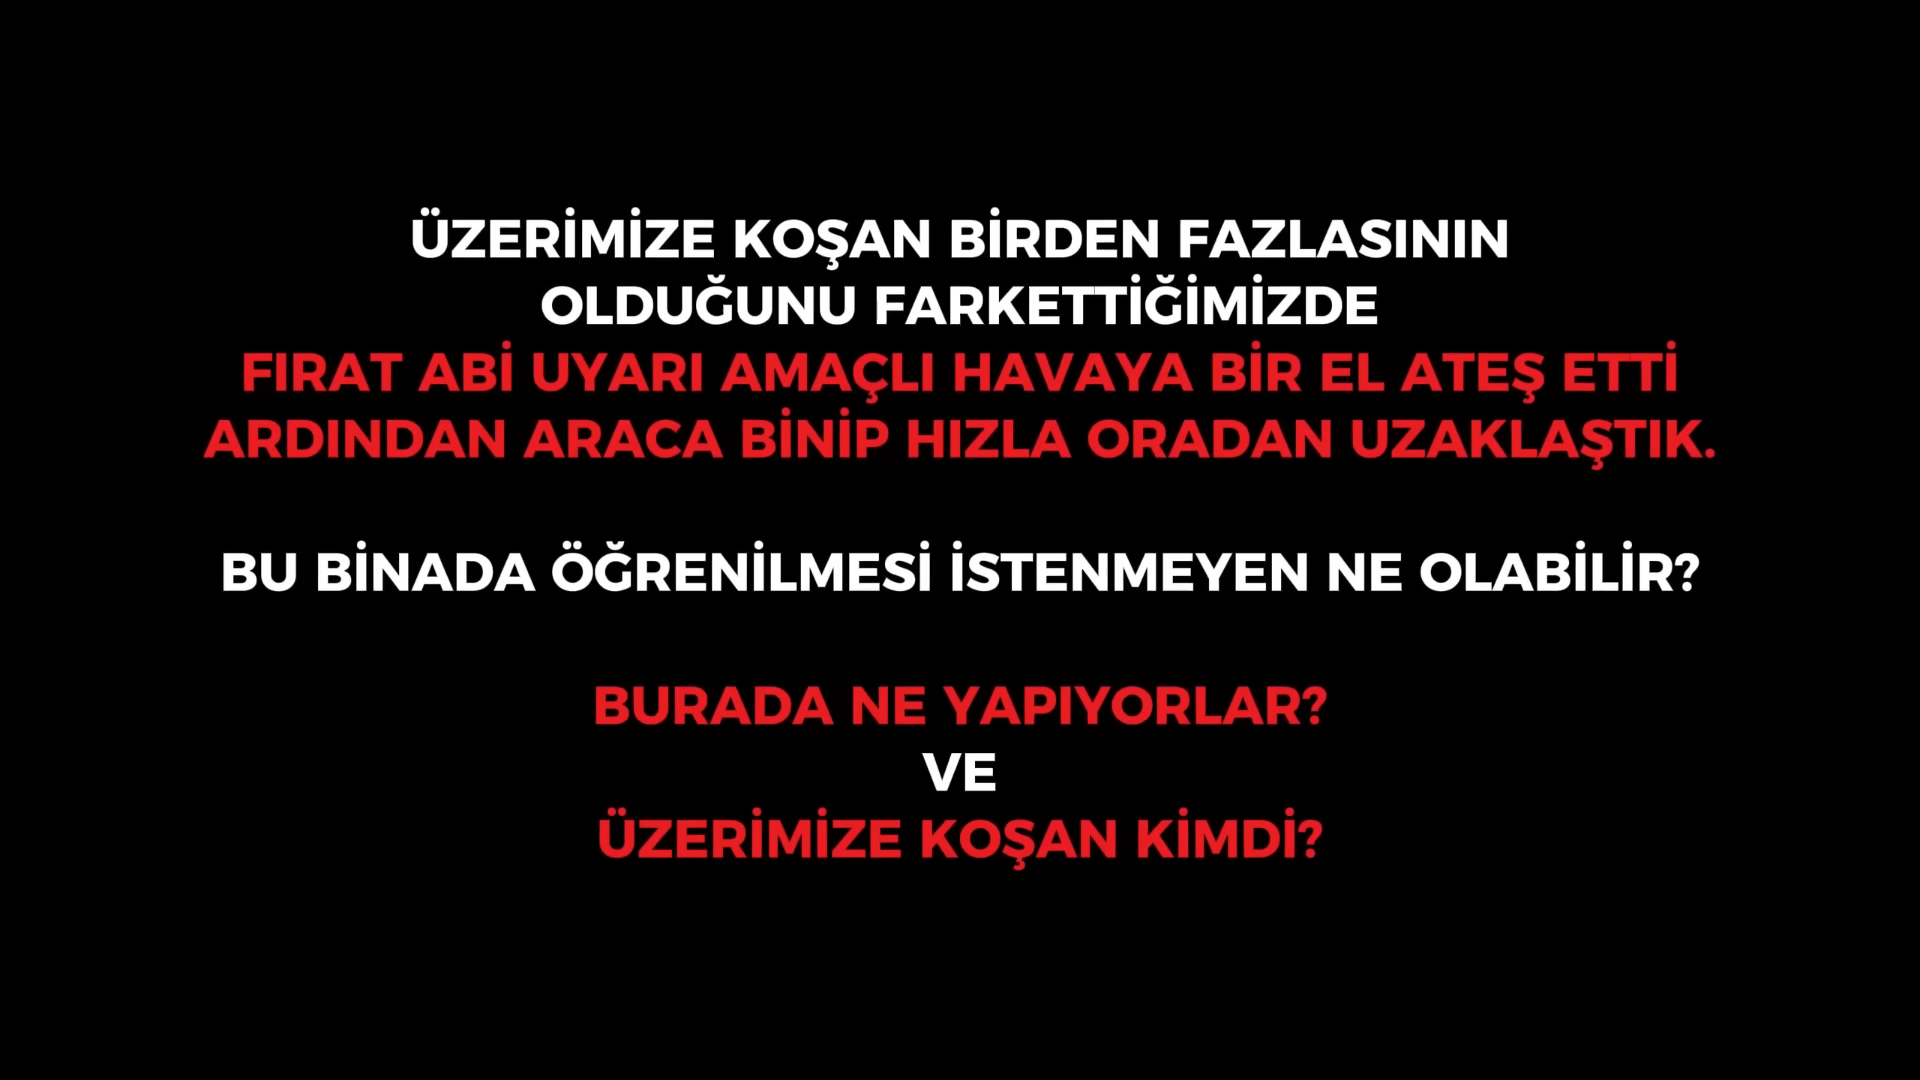 ÜZERİMİZE KOŞAN BİRDEN FAZLASININ
OLDUĞUNU FARKETTİĞİMİZDE
FIRAT ABİ UYARI AMAÇLI HAVAYA BİR EL ATEŞ ETTİ
ARDINDAN ARACA BİNİP HIZLA ORADAN UZAKLAŞTIK.
BU BİNADA ÖĞRENİLMESİ İSTENMEYEN NE OLABİLİR?
BURADA NE YAPIYORLAR?
VE
ÜZERİMİZE KOŞAN KİMDİ?